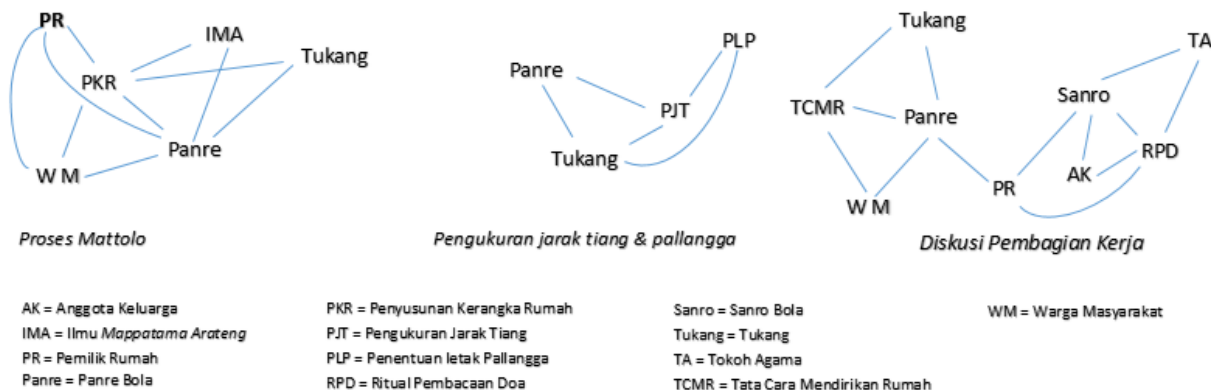 PR
IMA
Tukang
PKR
Panre
W M
Proses Mattolo
PLP
Panre
PJT
Tukang
Pengukuran jarak tiang & pallangga
Tukang
TA
Sanro
TCMR
Panre
RPD
AK
PR
W M
Diskusi Pembagian Kerja
AK = Anggota Keluarga
IMA = Ilmu Mappatama Arateng
PR = Pemilik Rumah
Panre = Panre Bola
PKR = Penyusunan Kerangka Rumah
PJT = Pengukuran Jarak Tiang
PLP = Penentuan letak Pallangga
RPD = Ritual Pembacaan Doa
Sanro = Sanro Bola
Tukang = Tukang
TA = Tokoh Agama
TCMR = Tata Cara Mendirikan Rumah
WM = Warga Masyarakat